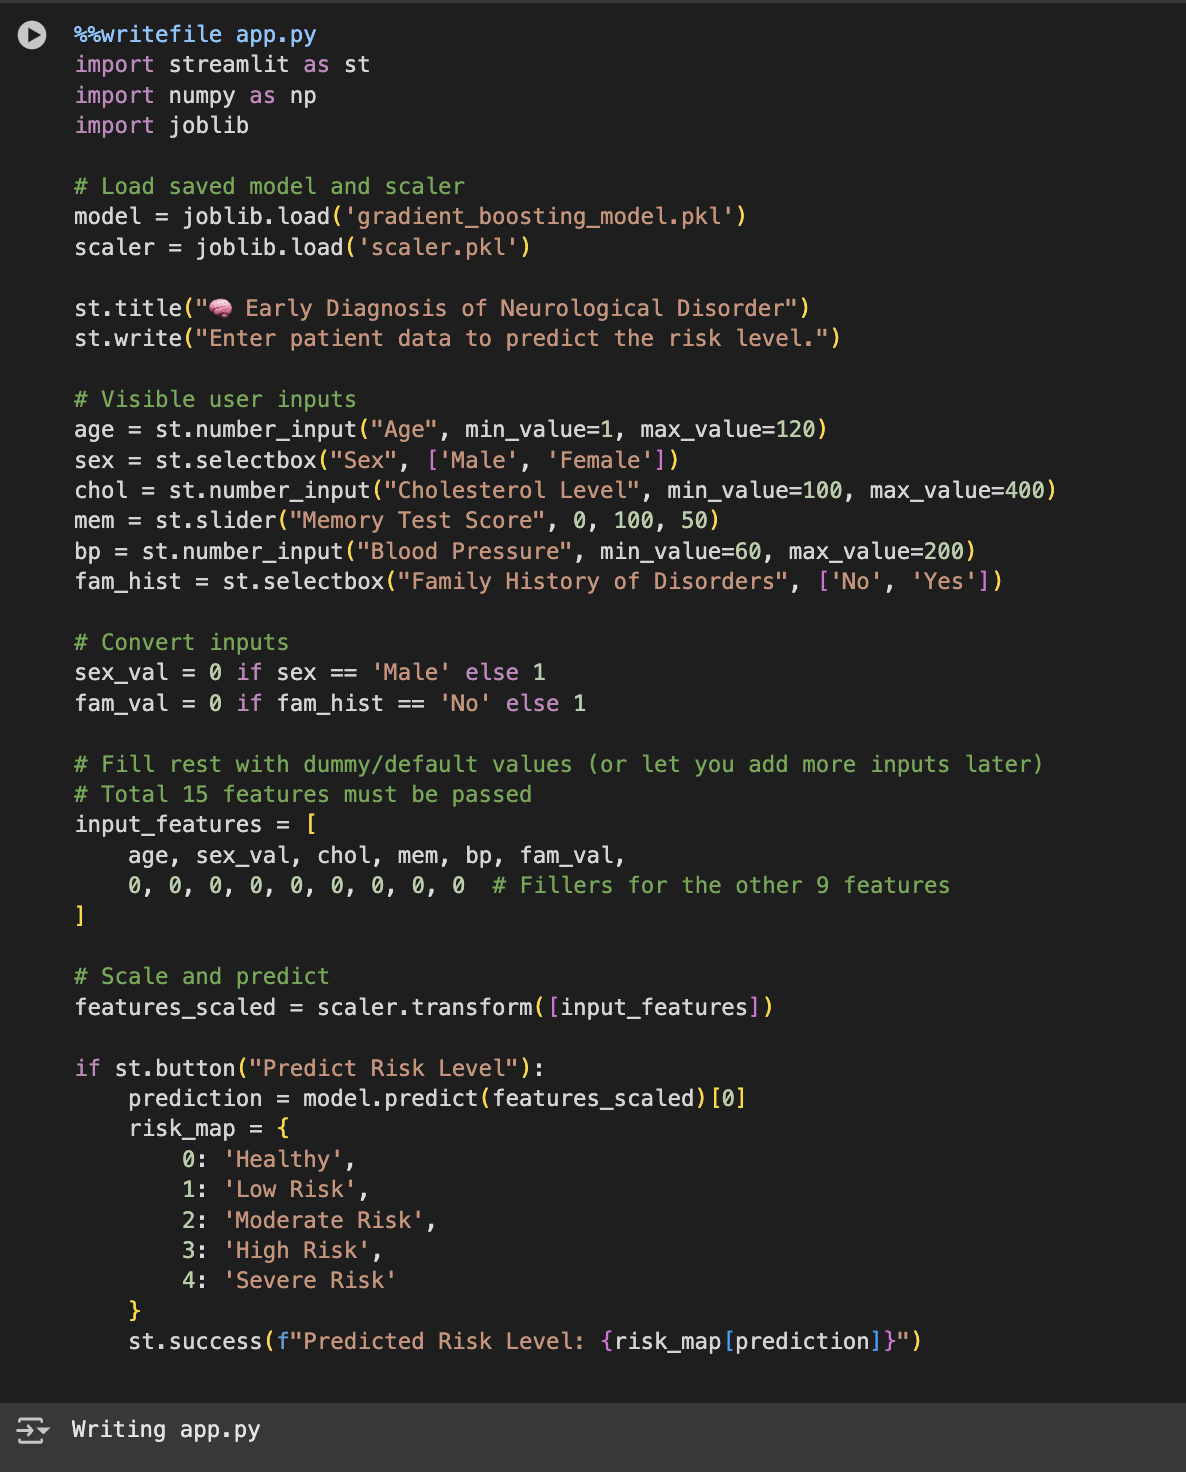 %%writefile app.py
import streamlit as st
import numpy as np
import joblib

# Load saved model and scaler
model = joblib.load('gradient_boosting_model.pkl')
scaler = joblib.load('scaler.pkl')

st.title("🧠 Early Diagnosis of Neurological Disorder")
st.write("Enter patient data to predict the risk level.")

# Visible user inputs
age = st.number_input("Age", min_value=1, max_value=120)
sex = st.selectbox("Sex", ['Male', 'Female'])
chol = st.number_input("Cholesterol Level", min_value=100, max_value=400)
mem = st.slider("Memory Test Score", 0, 100, 50)
bp = st.number_input("Blood Pressure", min_value=60, max_value=200)
fam_hist = st.selectbox("Family History of Disorders", ['No', 'Yes'])

# Convert inputs
sex_val = 0 if sex == 'Male' else 1
fam_val = 0 if fam_hist == 'No' else 1

# Fill rest with dummy/default values (or let you add more inputs later)
# Total 15 features must be passed
input_features = [
    age, sex_val, chol, mem, bp, fam_val,
    0, 0, 0, 0, 0, 0, 0, 0, 0  # Fillers for the other 9 features
]

# Scale and predict
features_scaled = scaler.transform([input_features])

if st.button("Predict Risk Level"):
    prediction = model.predict(features_scaled)[0]
    risk_map = {
        0: 'Healthy',
        1: 'Low Risk',
        2: 'Moderate Risk',
        3: 'High Risk',
        4: 'Severe Risk'
    }
    st.success(f"Predicted Risk Level: {risk_map[prediction]}")

Writing app.py